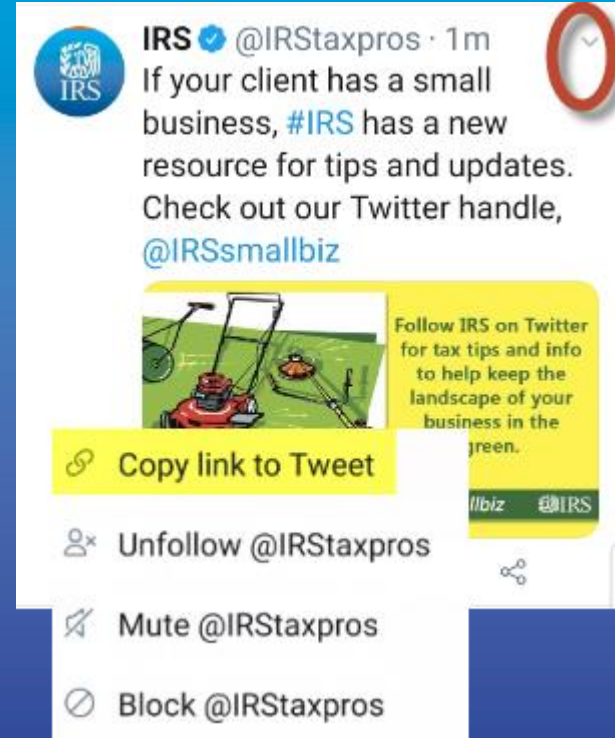 IRS @IRStaxpros · 1m
If your client has a small
business, #IRS has a new
resource for tips and updates.
Check out our Twitter handle,
@IRSsmallbiz
IRS
Follow IRS on Twitter
for tax tips and info
to help keep the
landscape of your
business in the
green.
llbiz IRS
Copy link to Tweet
Unfollow @IRStaxpros
Mute @IRStaxpros
Block @IRStaxpros